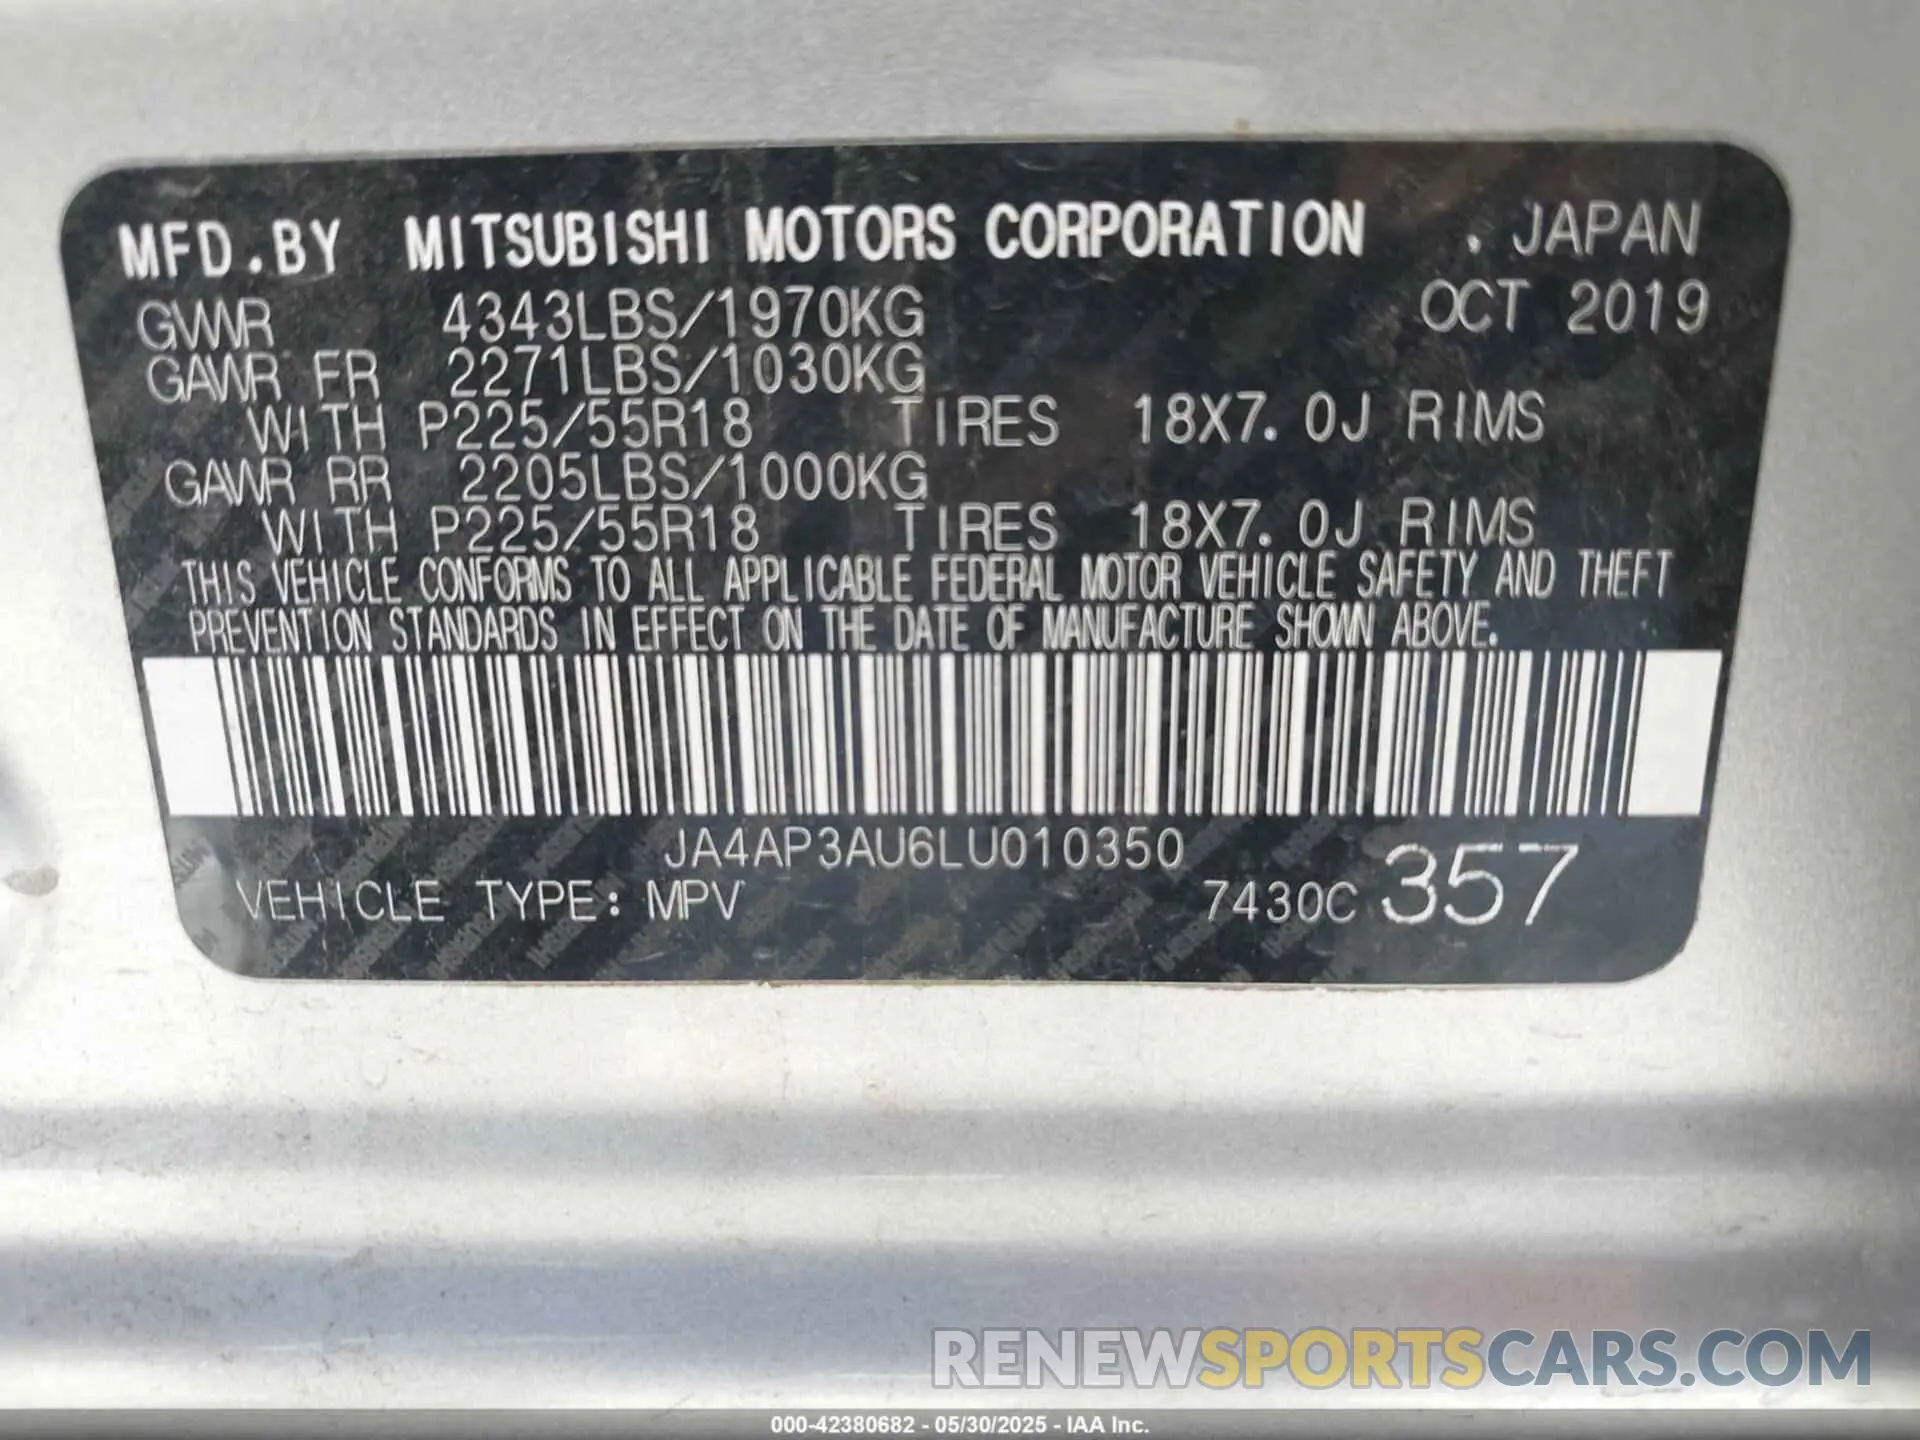 MFD.BY MITSUBISHI MOTORS CORPORATION . JAPAN
GVWR 4343LBS/1970KG OCT 2019
GAWR FR 2271LBS/1030KG
WITH P225/55R18 TIRES 18X7.0J RIMS
GAWR RR 2205LBS/1000KG
WITH P225/55R18 TIRES 18X7.0J RIMS
THIS VEHICLE CONFORMS TO ALL APPLICABLE FEDERAL MOTOR VEHICLE SAFETY AND THEFT
PREVENTION STANDARDS IN EFFECT ON THE DATE OF MANUFACTURE SHOWN ABOVE.
JA4AP3AU6LU010350
VEHICLE TYPE: MPV 7430C 357
RENEWSPORTSCARS.COM
000-42380682 - 05/30/2025 - IAA Inc.